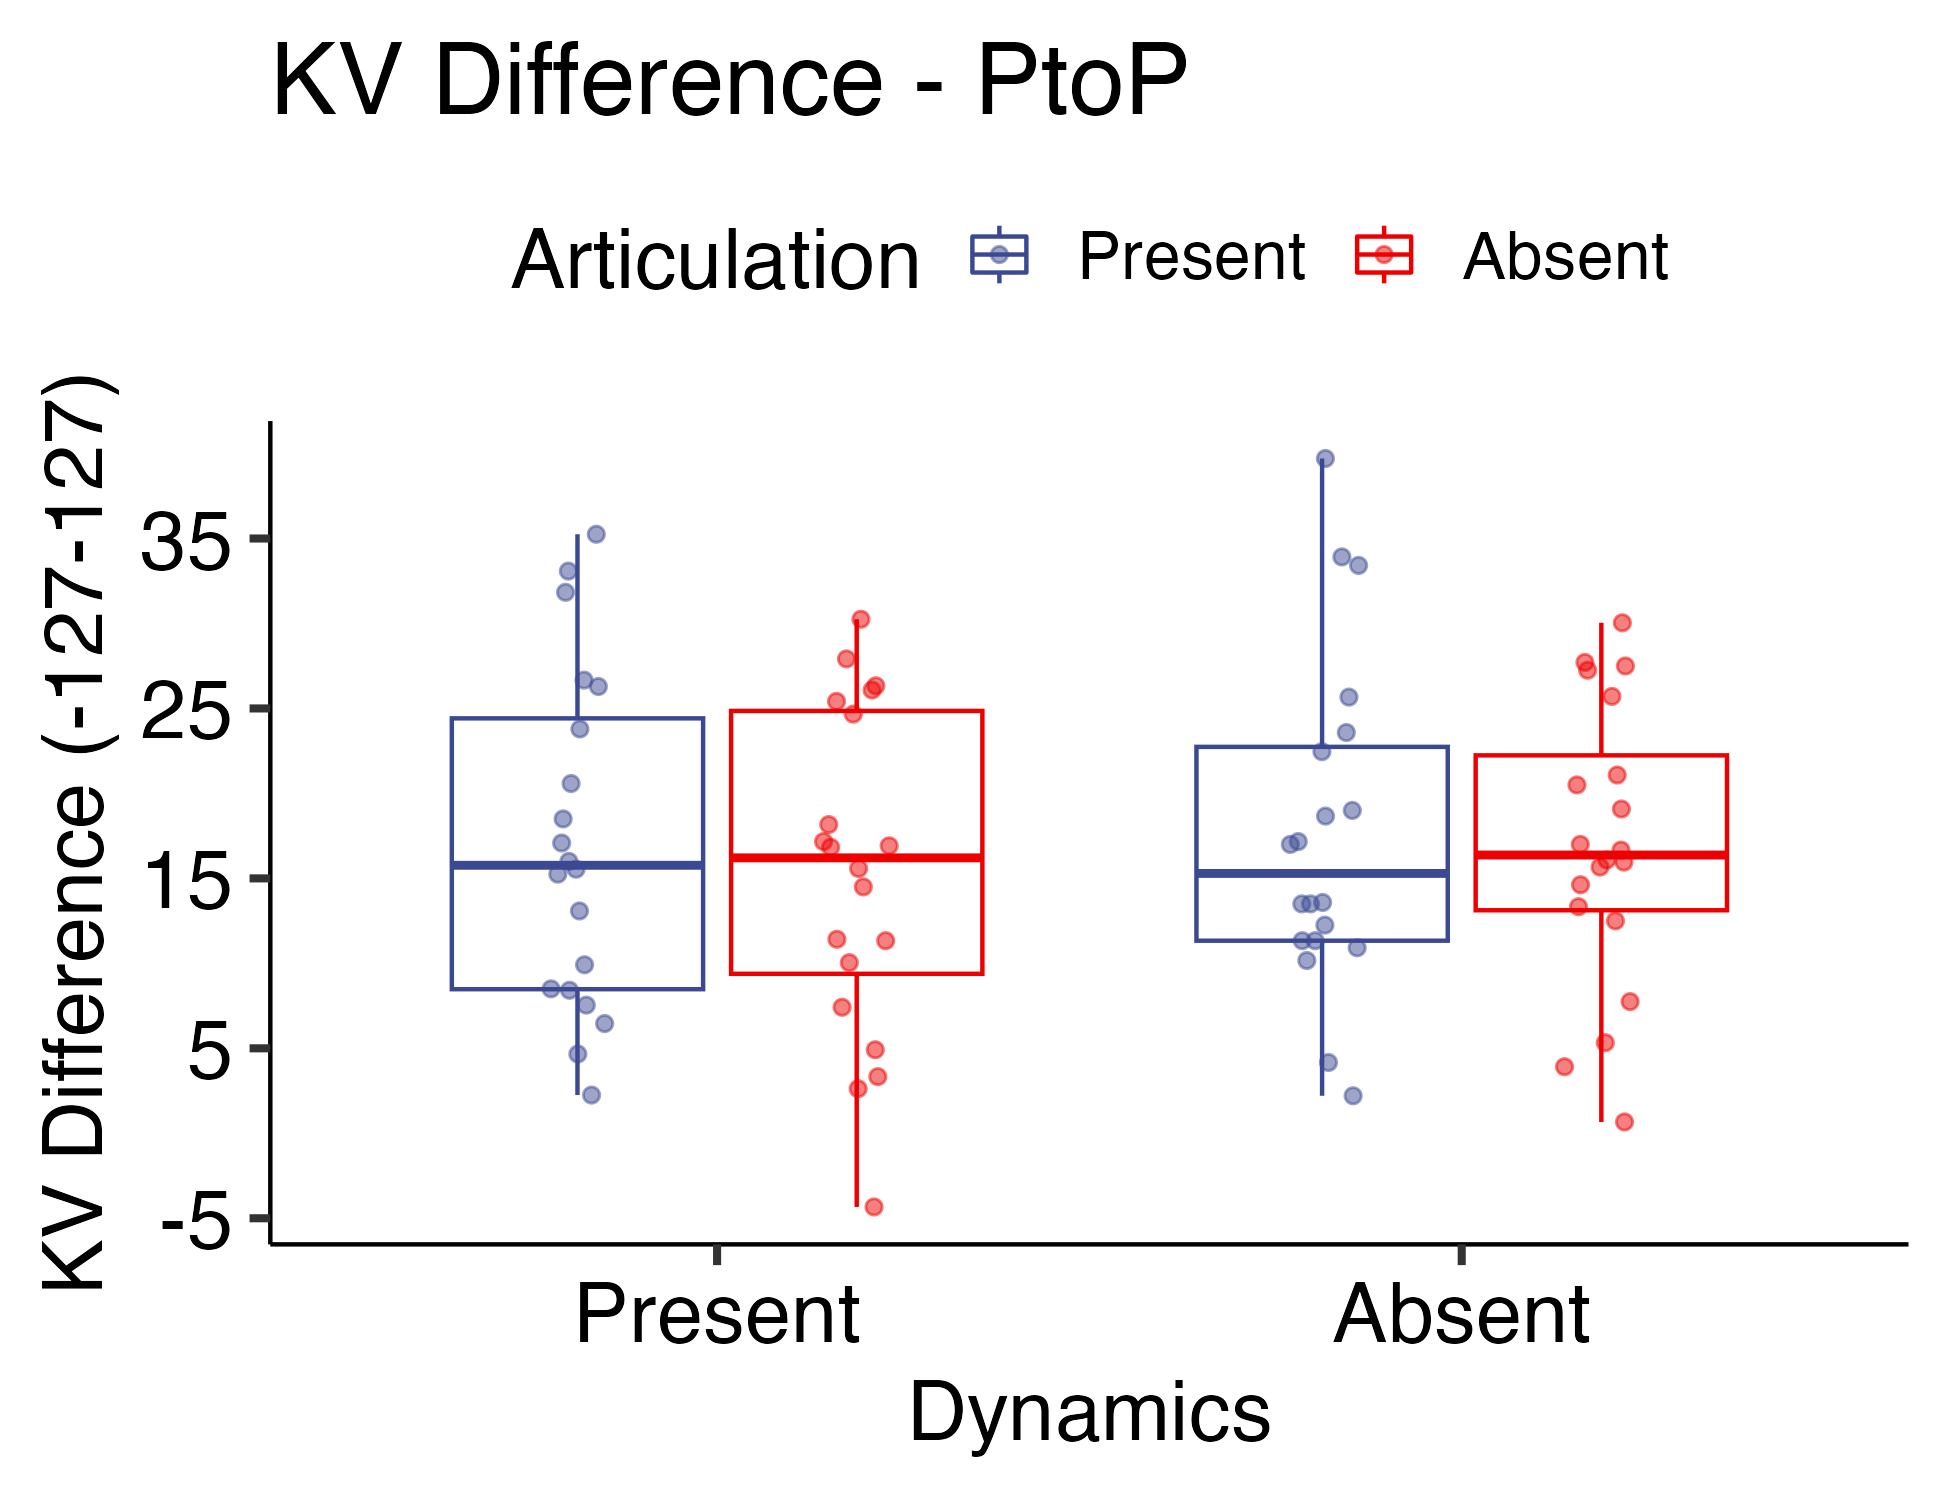 KV Difference - PtoP
Articulation Present Absent
KV Difference (-127-127)
35
25
15
5
-5
Present Absent
Dynamics